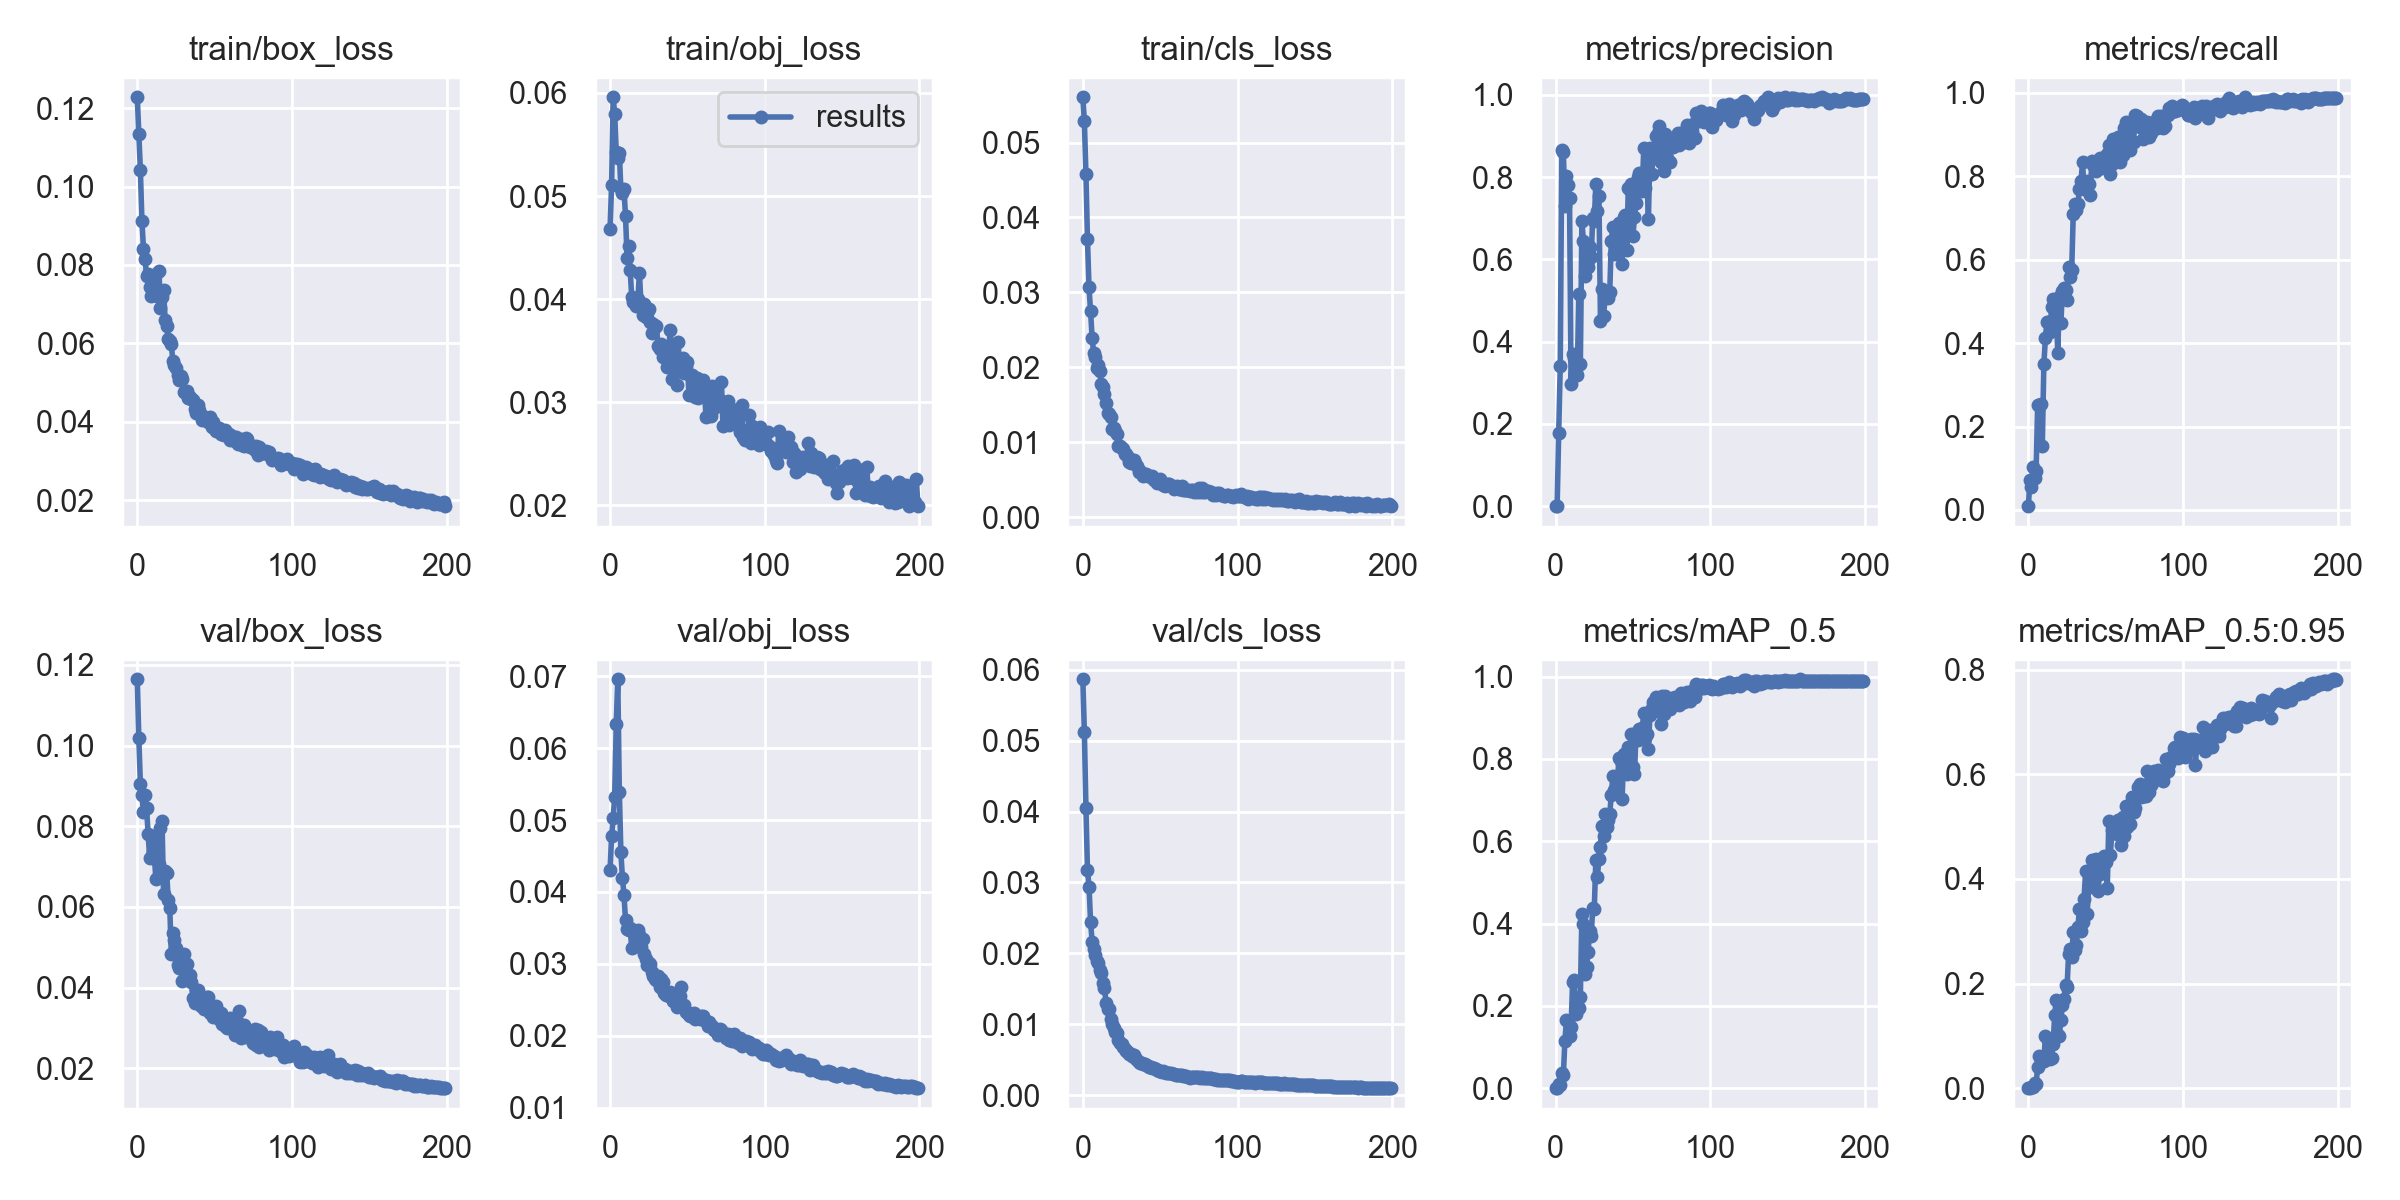 train/box_loss
0.12
0.10
0.08
0.06
0.04
0.02
0 100 200
train/obj_loss
results
0.06
0.05
0.04
0.03
0.02
0 100 200
train/cls_loss
0.05
0.04
0.03
0.02
0.01
0.00
0 100 200
metrics/precision
1.0
0.8
0.6
0.4
0.2
0.0
0 100 200
metrics/recall
1.0
0.8
0.6
0.4
0.2
0.0
0 100 200
val/box_loss
0.12
0.10
0.08
0.06
0.04
0.02
0 100 200
val/obj_loss
0.07
0.06
0.05
0.04
0.03
0.02
0.01
0 100 200
val/cls_loss
0.06
0.05
0.04
0.03
0.02
0.01
0.00
0 100 200
metrics/mAP_0.5
1.0
0.8
0.6
0.4
0.2
0.0
0 100 200
metrics/mAP_0.5:0.95
0.8
0.6
0.4
0.2
0.0
0 100 200